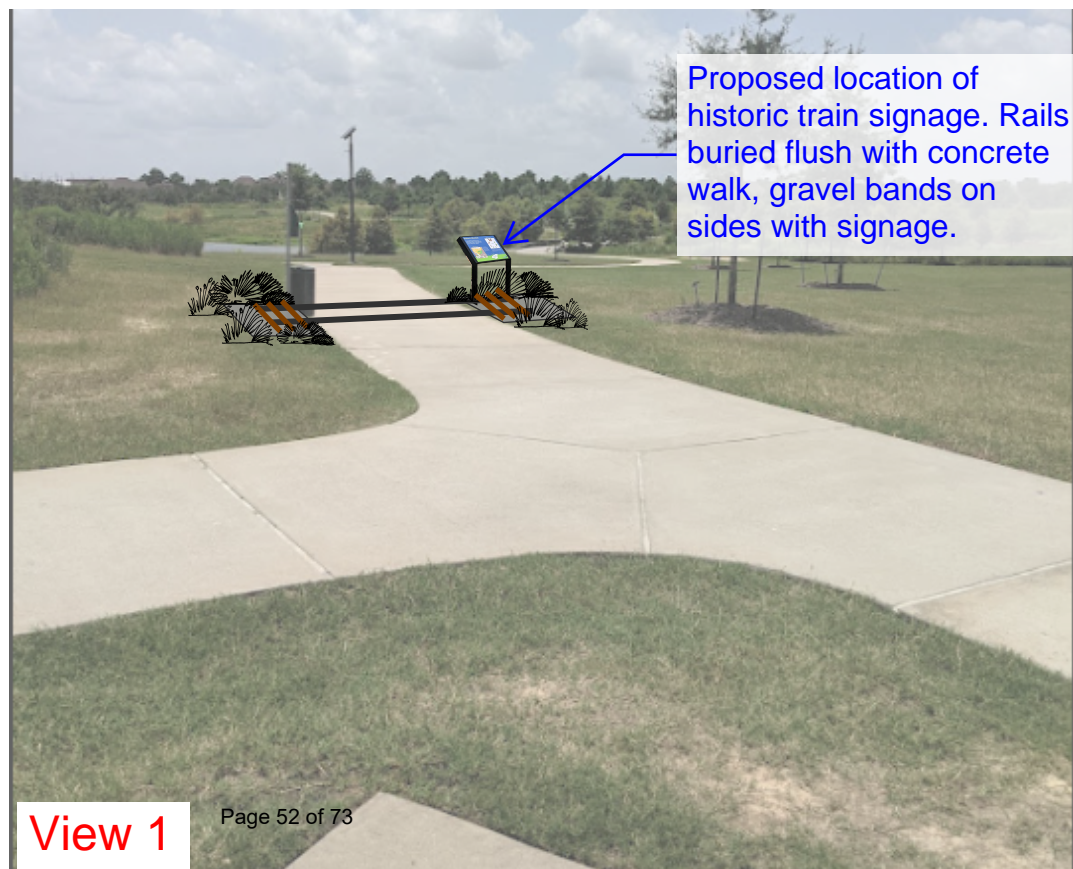 Proposed location of
historic train signage. Rails
buried flush with concrete
walk, gravel bands on
sides with signage.
Page 52 of 73
View 1